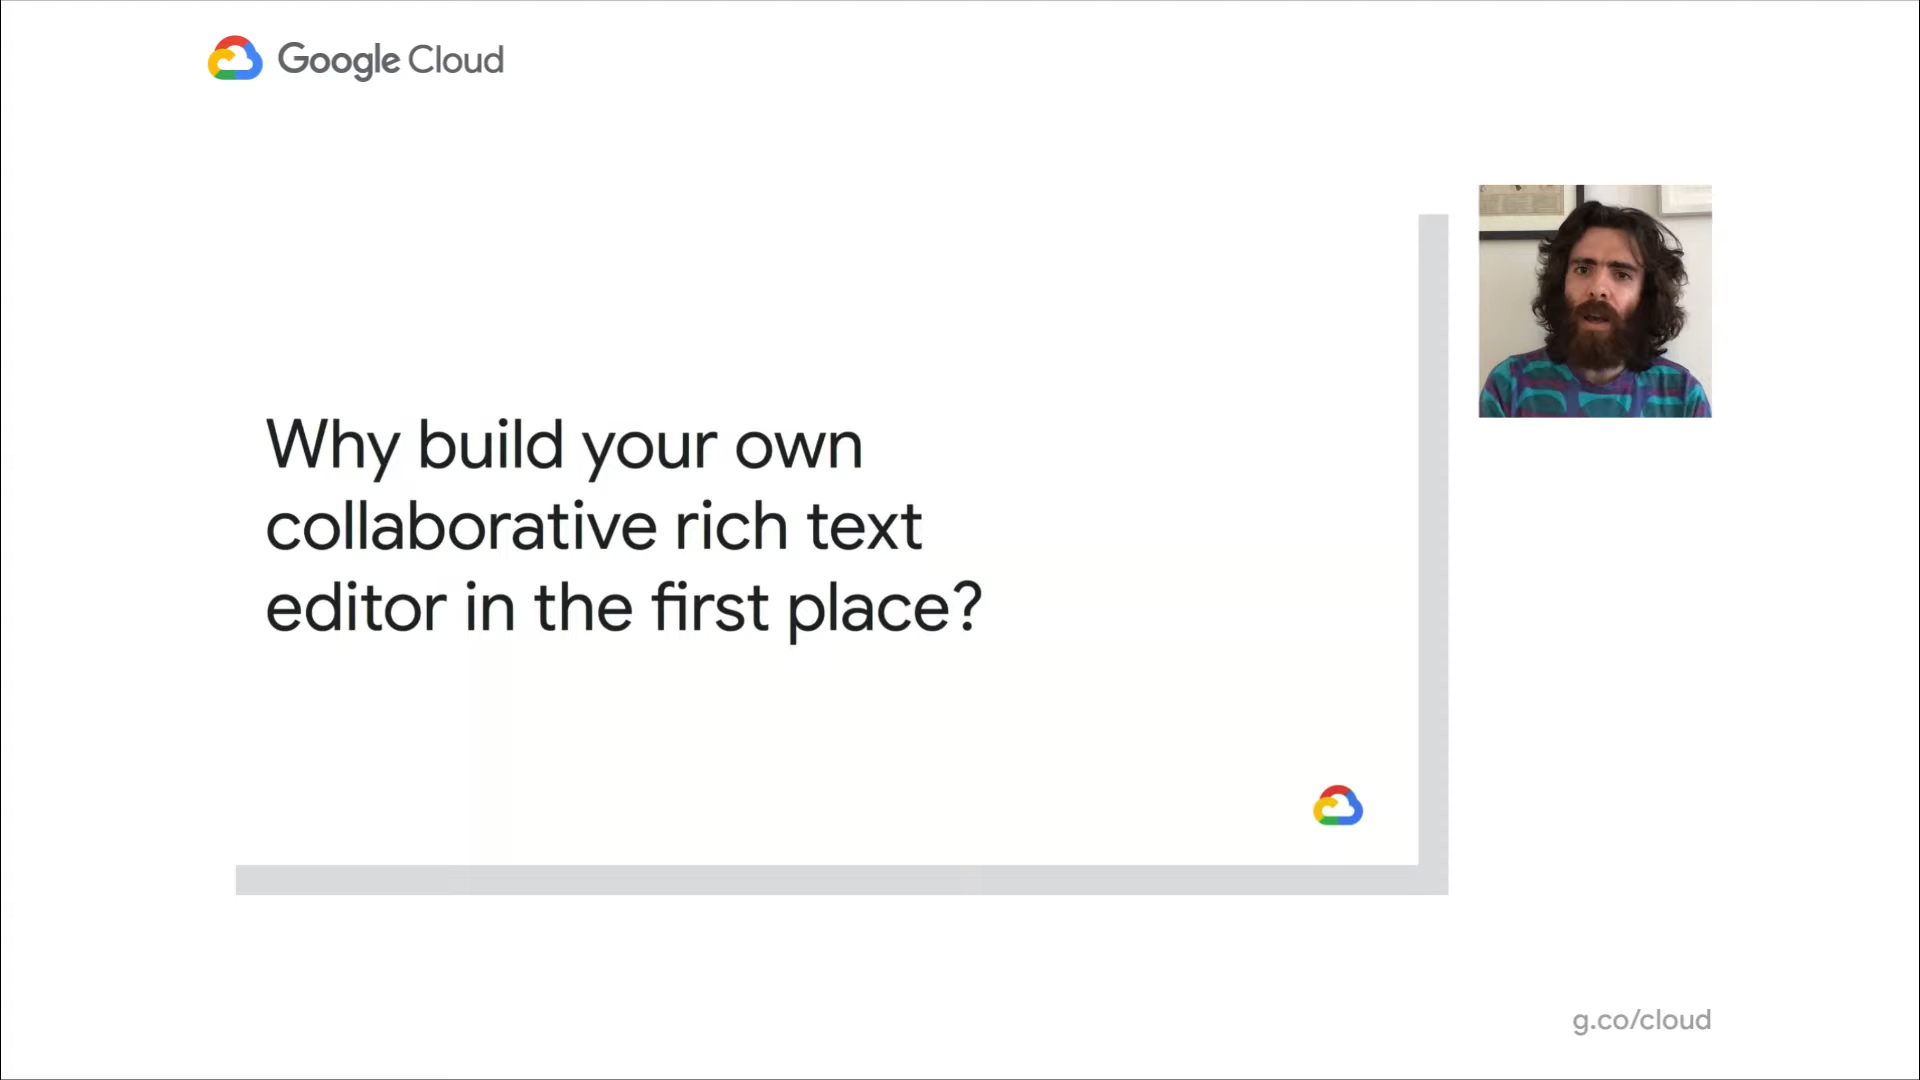 Google Cloud
Why build your own
collaborative rich text
editor in the first place?
g.co/cloud